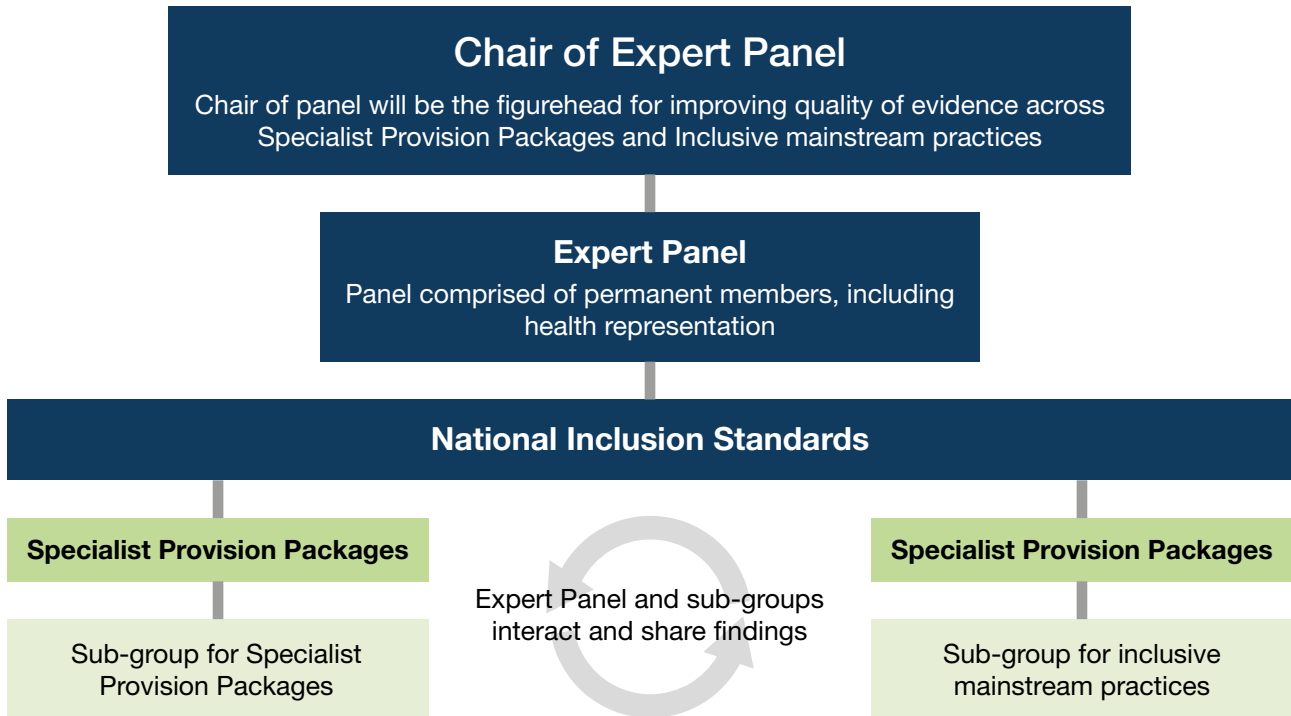 Chair of Expert Panel
Chair of panel will be the figurehead for improving quality of evidence across
Specialist Provision Packages and Inclusive mainstream practices
Expert Panel
Panel comprised of permanent members, including
health representation
National Inclusion Standards
Specialist Provision Packages
Sub-group for Specialist
Provision Packages
Expert Panel and sub-groups
interact and share findings
Specialist Provision Packages
Sub-group for inclusive
mainstream practices